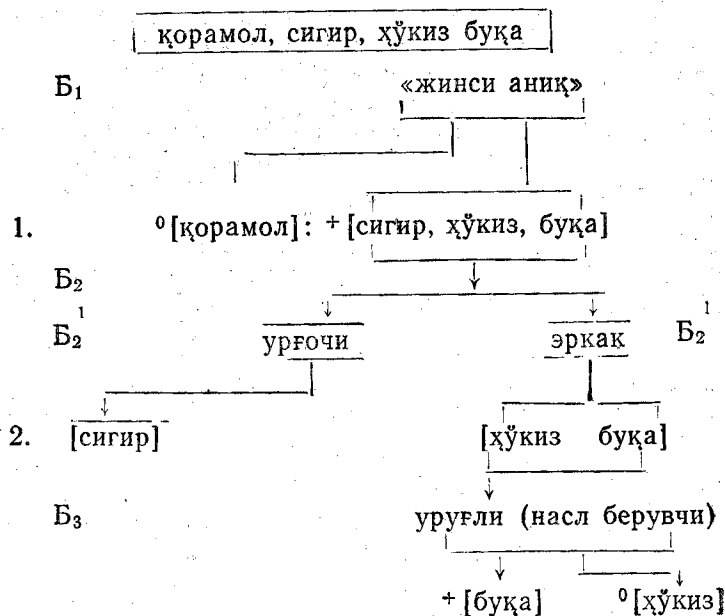 қорамол, сигир, ҳўкиз буқа
Б₁ «жинси аниқ»
1. ⁰[қорамол]: ⁺[сигир, ҳўкиз, буқа]
Б₂
Б₂¹ урғочи эркак Б₂¹
2. [сигир] [ҳўкиз буқа]
Б₃ уруғли (насл берувчи)
⁺[буқа] ⁰[ҳўкиз]